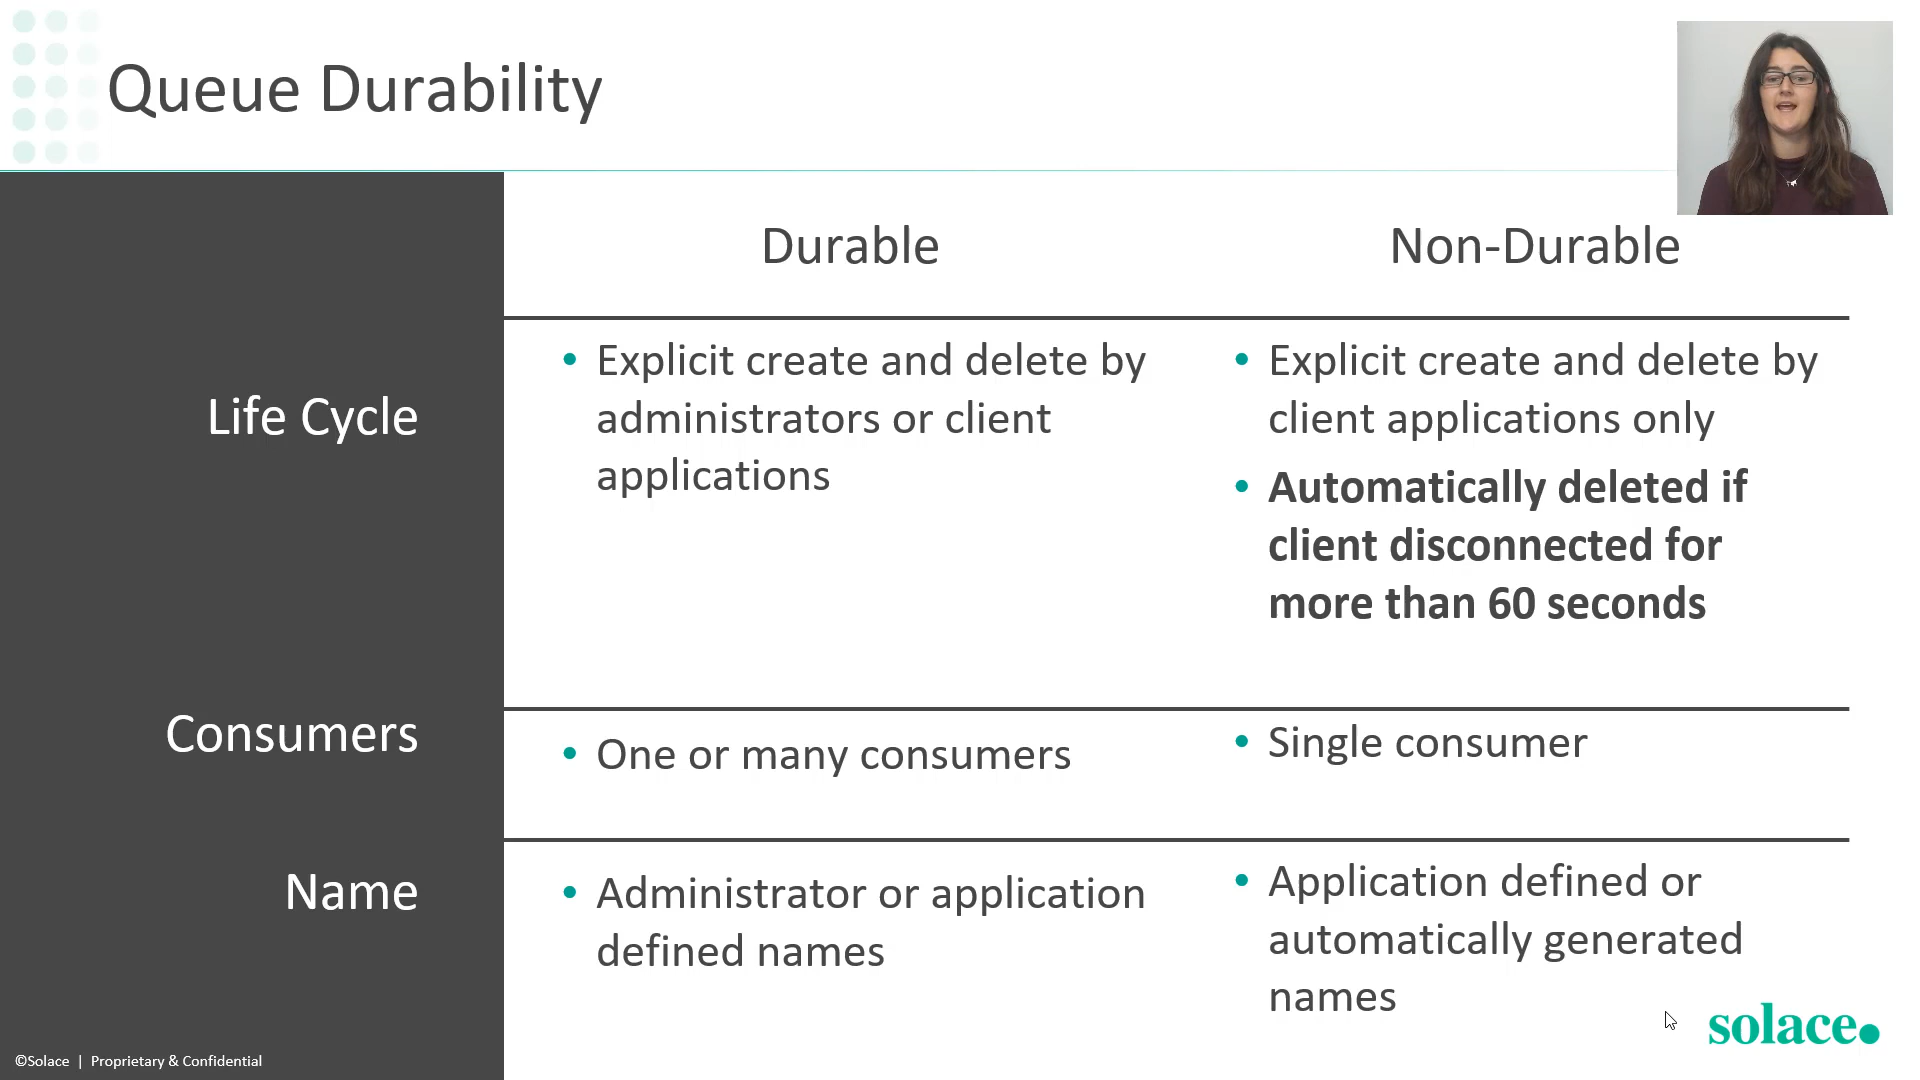 Queue Durability
Durable
Non-Durable
Life Cycle
• Explicit create and delete by
administrators or client
applications
• Explicit create and delete by
client applications only
• Automatically deleted if
client disconnected for
more than 60 seconds
Consumers
• One or many consumers
• Single consumer
Name
• Administrator or application
defined names
• Application defined or
automatically generated
names
solace.
©Solace | Proprietary & Confidential